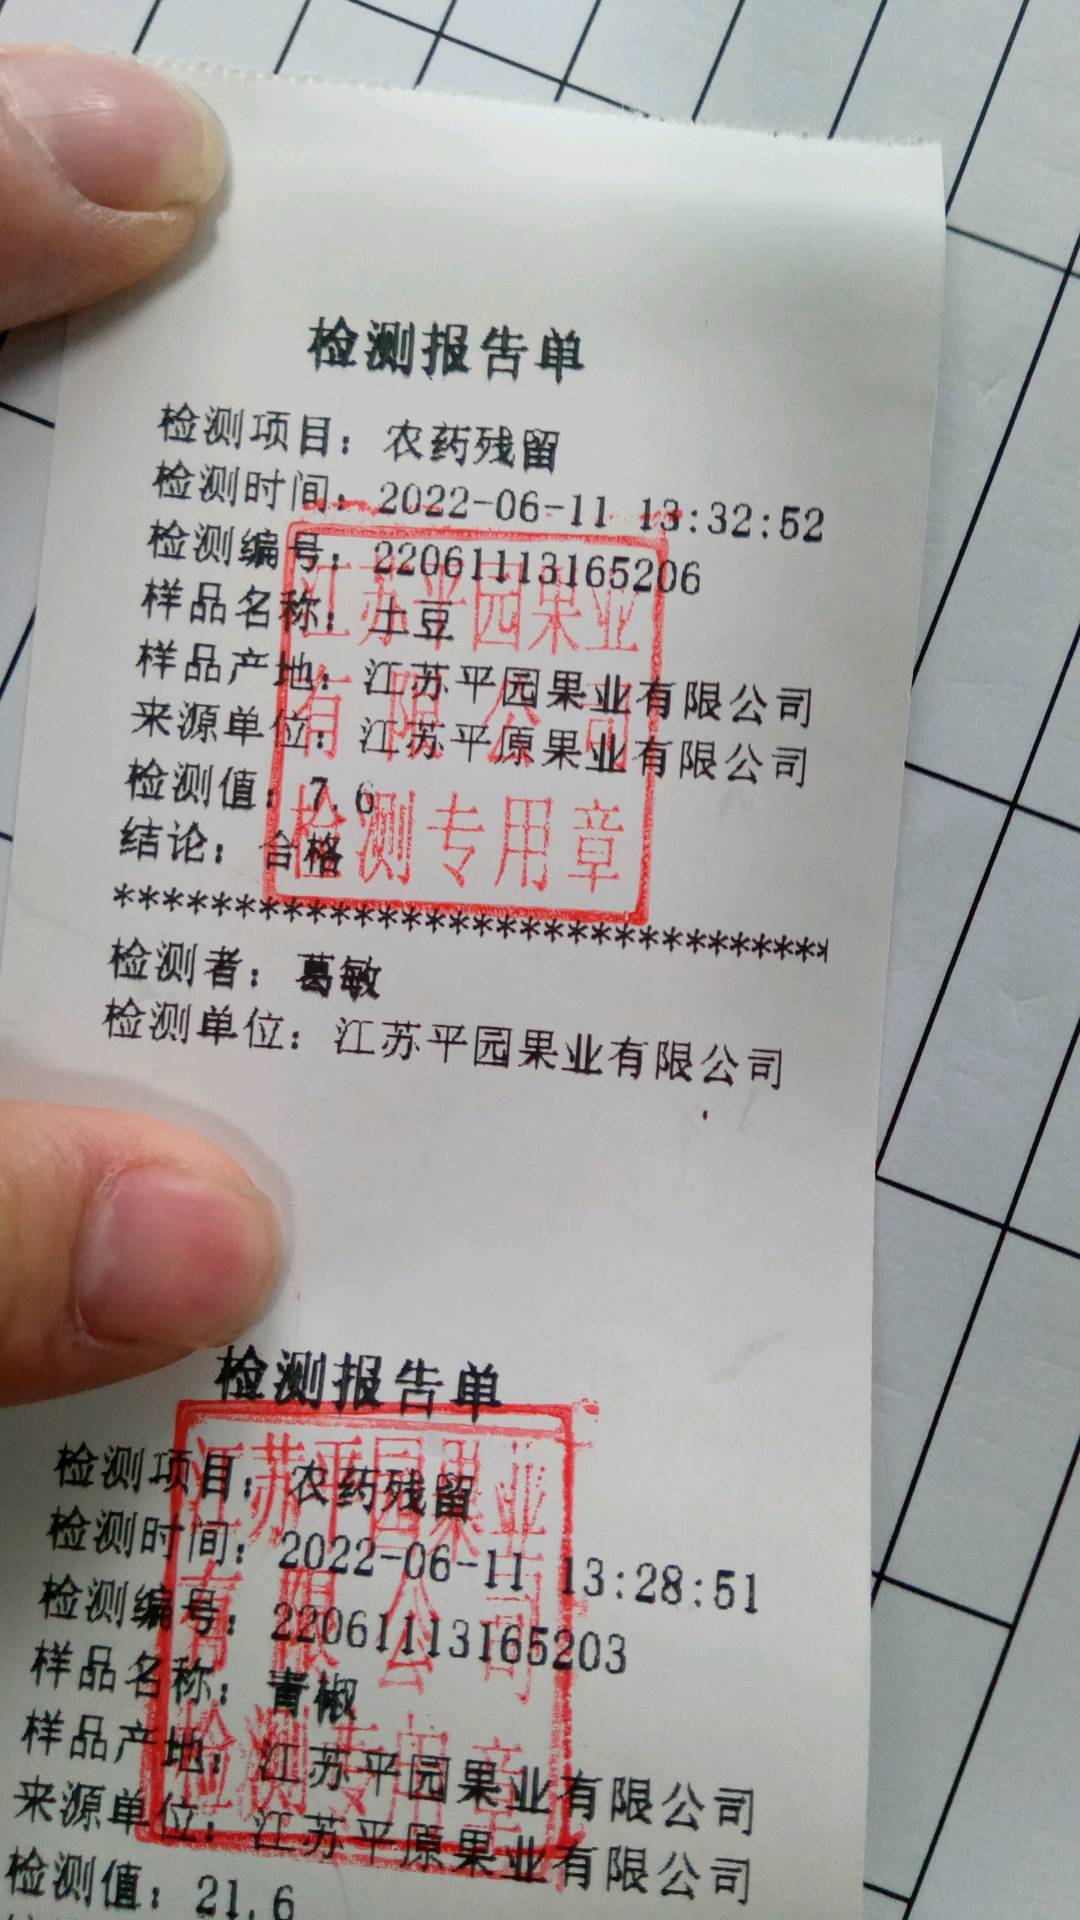 检测报告单
检测项目：农药残留
检测时间：2022-06-11 13:32:52
检测编号：22061113165206
样品名称：土豆
样品产地：江苏平园果业有限公司
来源单位：江苏平原果业有限公司
检测值：7.6
结论：合格
江苏平园果业
有限公司
检测专用章
*******************************
检测者：葛敏
检测单位：江苏平园果业有限公司
检测报告单
检测项目：农药残留
检测时间：2022-06-11 13:28:51
检测编号：22061113165203
样品名称：青椒
样品产地：江苏平园果业有限公司
来源单位：江苏平原果业有限公司
检测值：21.6
江苏平园果业
有限公司
检测专用章